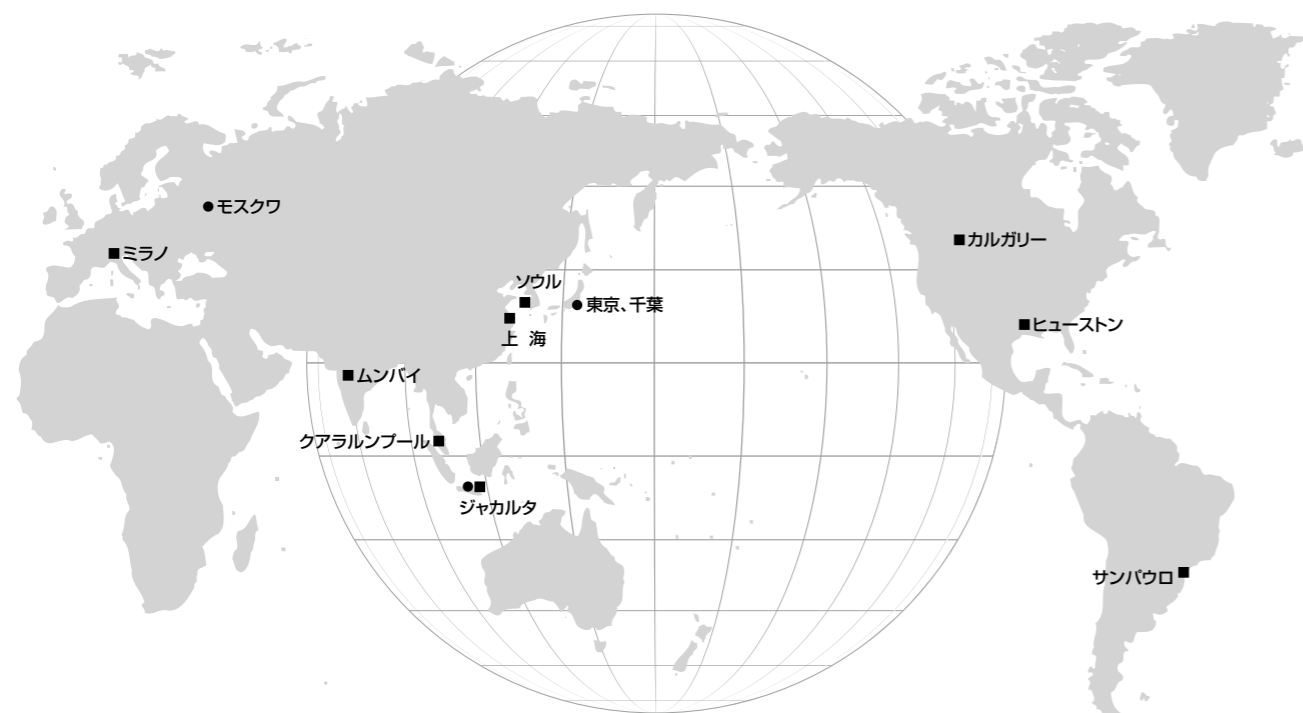 モスクワ
ミラノ
カルガリー
ソウル
東京、千葉
ヒューストン
上 海
ムンバイ
クアラルンプール
ジャカルタ
サンパウロ